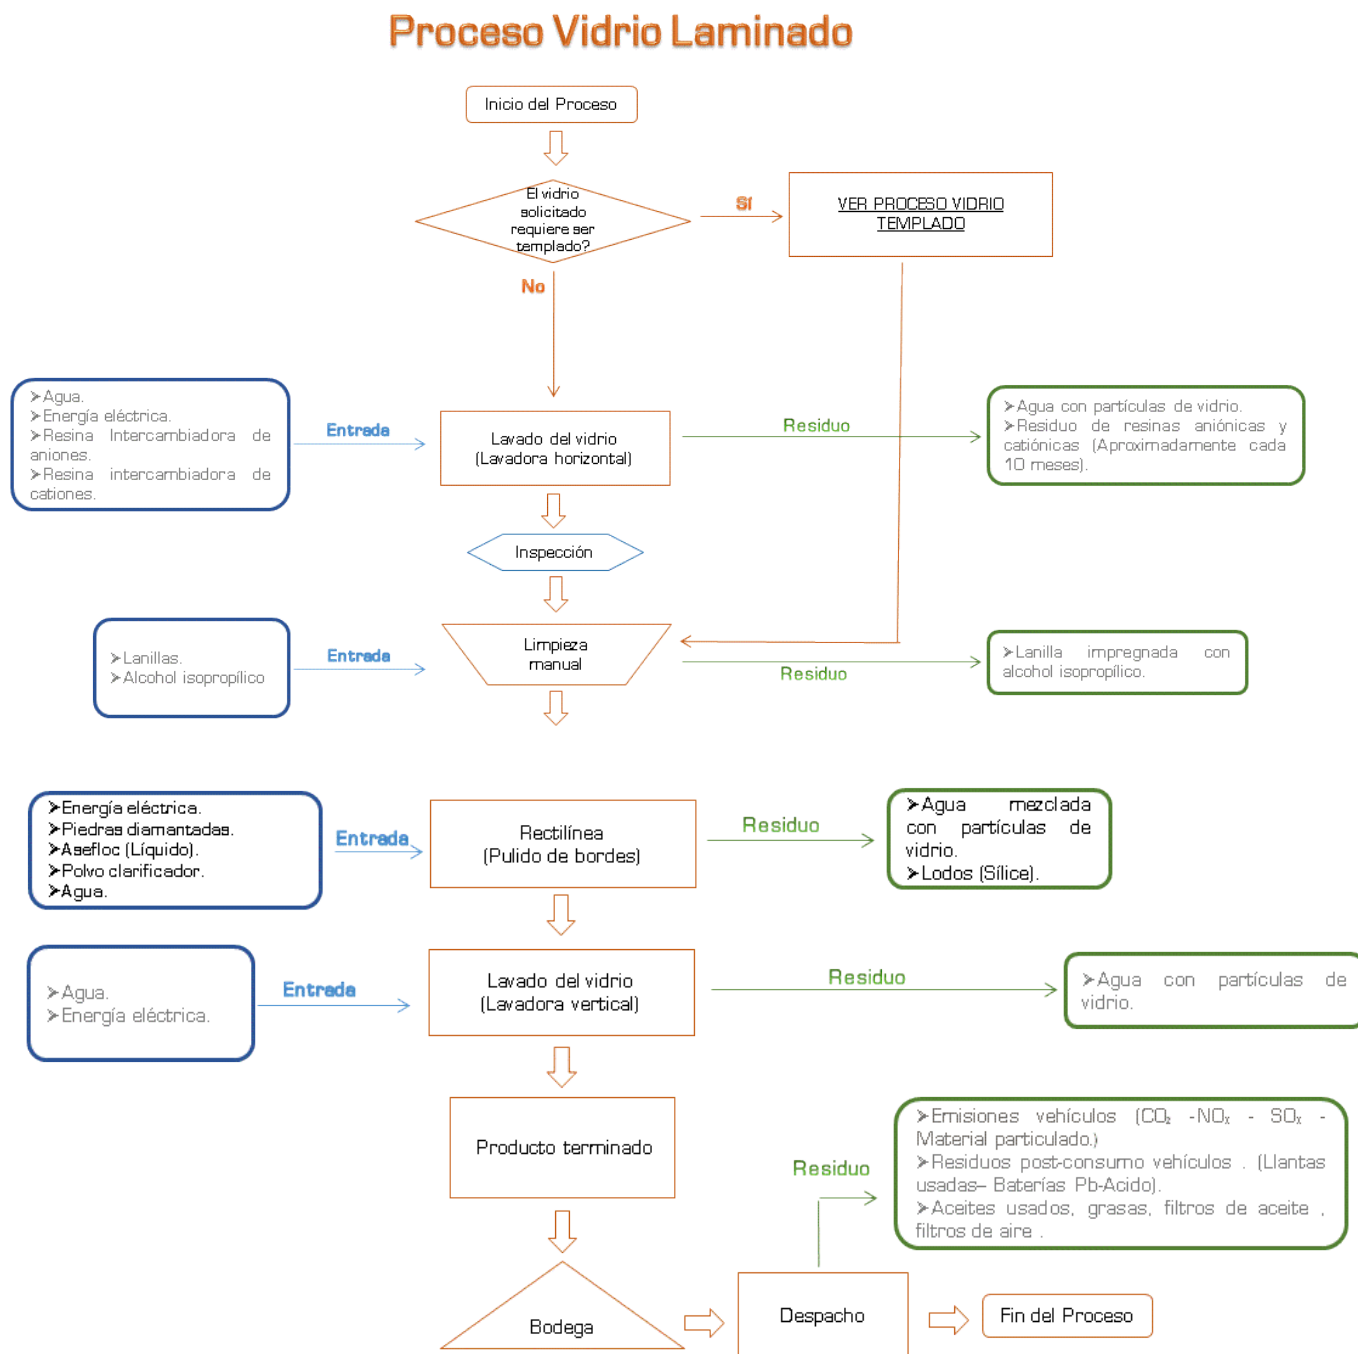 Proceso Vidrio Laminado
Inicio del Proceso
El vidrio
solicitado
requiere ser
templado?
Sí
VER PROCESO VIDRIO
TEMPLADO
No
➢Agua.
➢Energía eléctrica.
➢Resina Intercambiadora de
aniones.
➢Resina intercambiadora de
cationes.
Entrada
Lavado del vidrio
(Lavadora horizontal)
Residuo
➢Agua con partículas de vidrio.
➢Residuo de resinas aniónicas y
catiónicas (Aproximadamente cada
10 meses).
Inspección
➢Lanillas.
➢Alcohol isopropílico
Entrada
Limpieza
manual
Residuo
➢Lanilla impregnada con
alcohol isopropílico.
➢Energía eléctrica.
➢Piedras diamantadas.
➢Asefloc (Líquido).
➢Polvo clarificador.
➢Agua.
Entrada
Rectilínea
(Pulido de bordes)
Residuo
➢Agua mezclada
con partículas de
vidrio.
➢Lodos (Sílice).
➢Agua.
➢Energía eléctrica.
Entrada
Lavado del vidrio
(Lavadora vertical)
Residuo
➢Agua con partículas de
vidrio.
Producto terminado
Residuo
➢Emisiones vehículos (CO₂ -NOₓ - SOₓ -
Material particulado.)
➢Residuos post-consumo vehículos . (Llantas
usadas– Baterías Pb-Acido).
➢Aceites usados, grasas, filtros de aceite ,
filtros de aire .
Bodega
Despacho
Fin del Proceso